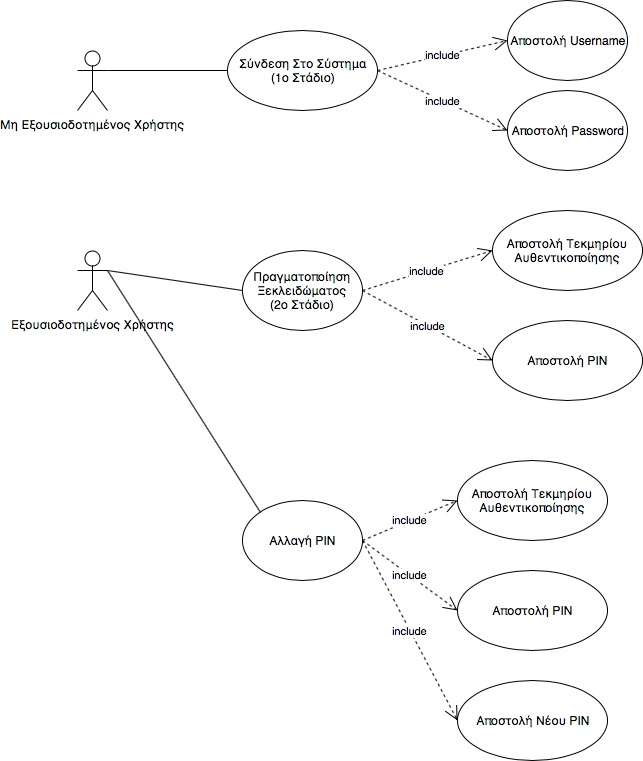 Σύνδεση Στο Σύστημα
(1ο Στάδιο)
include
Αποστολή Username
include
Αποστολή Password
Μη Εξουσιοδοτημένος Χρήστης
Πραγματοποίηση
Ξεκλειδώματος
(2ο Στάδιο)
include
Αποστολή Τεκμηρίου
Αυθεντικοποίησης
include
Αποστολή PIN
Εξουσιοδοτημένος Χρήστης
Αλλαγή PIN
include
Αποστολή Τεκμηρίου
Αυθεντικοποίησης
include
Αποστολή PIN
include
Αποστολή Νέου PIN